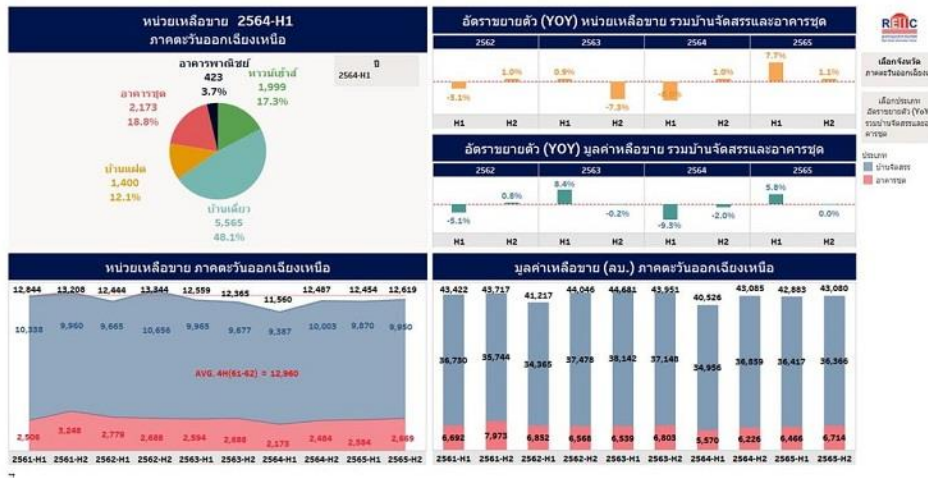 หน่วยเหลือขาย 2564-H1
ภาคตะวันออกเฉียงเหนือ
ปี
2564-H1
อาคารพาณิชย์
423
3.7%
ทาวน์เฮ้าส์
1,999
17.3%
อาคารชุด
2,173
18.8%
บ้านแฝด
1,400
12.1%
บ้านเดี่ยว
5,565
48.1%
อัตราขยายตัว (YOY) หน่วยเหลือขาย รวมบ้านจัดสรรและอาคารชุด
2562 2563 2564 2565
-3.1% 1.0% 0.9% -7.3% 1.0% 7.7% 1.1%
H1 H2 H1 H2 H1 H2 H1 H2
อัตราขยายตัว (YOY) มูลค่าเหลือขาย รวมบ้านจัดสรรและอาคารชุด
2562 2563 2564 2565
-5.1% 0.8% 8.4% -0.2% -9.3% -2.0% 5.8% 0.0%
H1 H2 H1 H2 H1 H2 H1 H2
REIC
เลือกจังหวัด
เลือกประเภท
อัตราขยายตัว (YoY)
ประเภท
บ้านจัดสรร
อาคารชุด
หน่วยเหลือขาย ภาคตะวันออกเฉียงเหนือ
12,844 13,208 12,444 13,344 12,559 12,365 11,560 12,487 12,454 12,619
10,338 9,960 9,665 10,656 9,965 9,677 9,387 10,003 9,870 9,950
AVG. 4H(61-62) = 12,960
2,506 3,248 2,779 2,688 2,594 2,688 2,173 2,484 2,584 2,669
2561-H1 2561-H2 2562-H1 2562-H2 2563-H1 2563-H2 2564-H1 2564-H2 2565-H1 2565-H2
มูลค่าเหลือขาย (ลบ.) ภาคตะวันออกเฉียงเหนือ
43,422 43,717 41,217 44,046 44,681 43,951 40,526 43,085 42,883 43,080
36,730 35,744 34,365 37,478 38,142 37,148 34,956 36,859 36,417 36,366
6,692 7,973 6,852 6,568 6,539 6,803 5,570 6,226 6,466 6,714
2561-H1 2561-H2 2562-H1 2562-H2 2563-H1 2563-H2 2564-H1 2564-H2 2565-H1 2565-H2